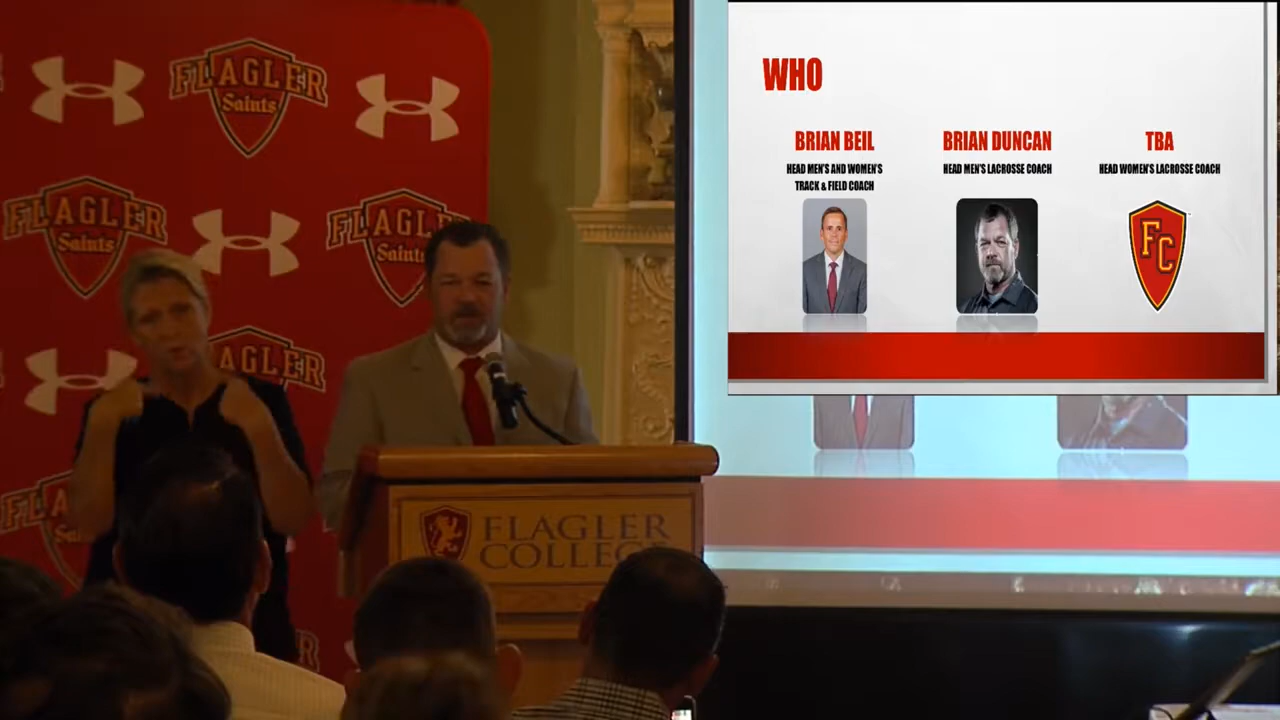 FLAGLER
Saints
FLAGLER
Saints
FLAGLER
Saints
FLAGLER
FLAGLER
COLLEGE
WHO
BRIAN BEIL
HEAD MEN'S AND WOMEN'S
TRACK & FIELD COACH
BRIAN DUNCAN
HEAD MEN'S LACROSSE COACH
TBA
HEAD WOMEN'S LACROSSE COACH
FC